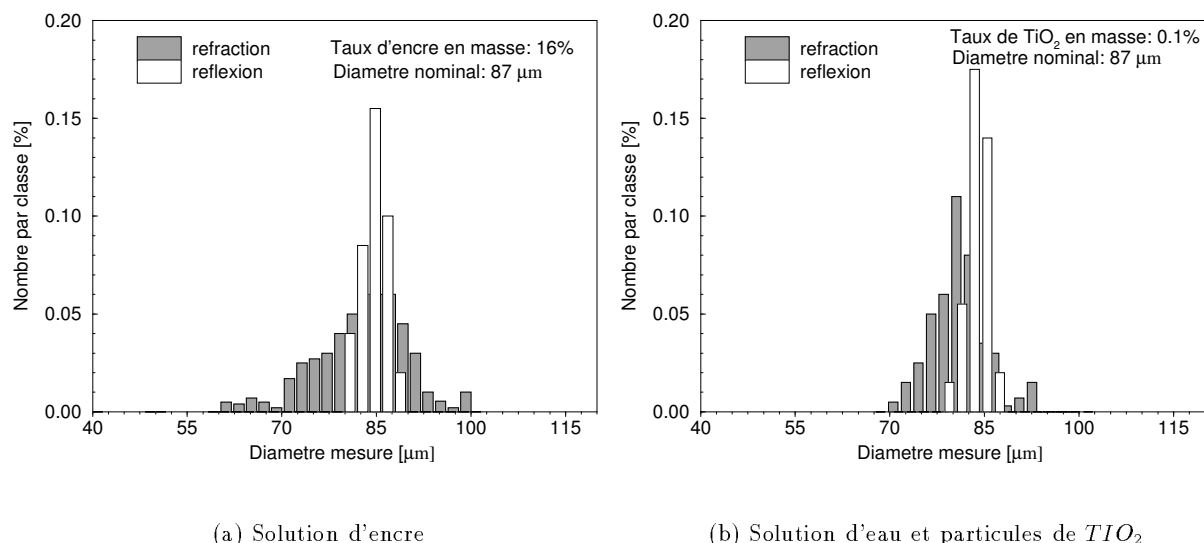 0.20
0.15
0.10
0.05
0.00
Nombre par classe [%]
refraction
reflexion
Taux d'encre en masse: 16%
Diametre nominal: 87 μm
40 55 70 85 100 115
Diametre mesure [μm]
(a) Solution d'encre
0.20
0.15
0.10
0.05
0.00
Nombre par classe [%]
refraction
reflexion
Taux de TiO₂ en masse: 0.1%
Diametre nominal: 87 μm
40 55 70 85 100 115
Diametre mesure [μm]
(b) Solution d'eau et particules de TIO₂